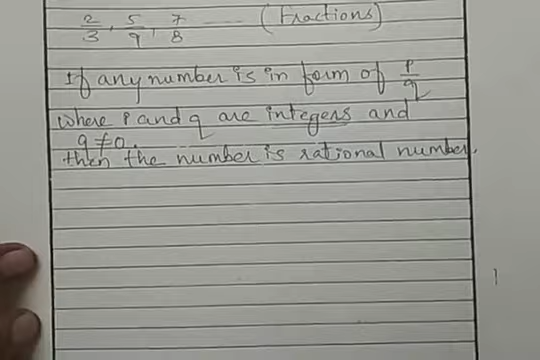 2/3, 5/9, 7/8 ------- (Fractions)
If any number is in form of p/q
where p and q are integers and
q ≠ 0.
then the number is rational number.